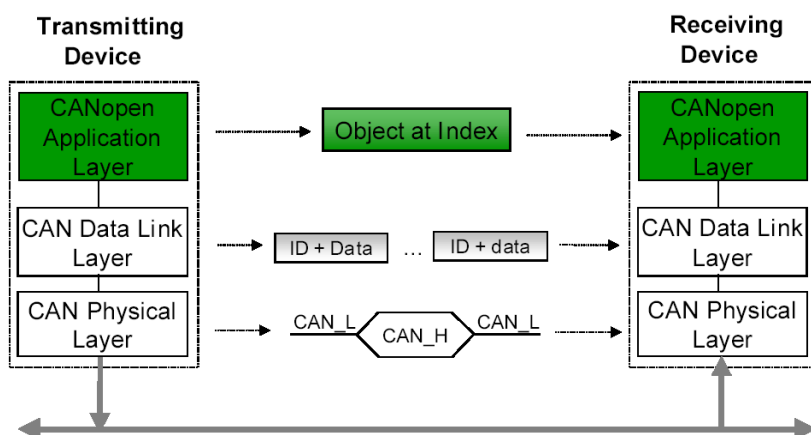 Transmitting
Device
Receiving
Device
CANopen
Application
Layer
Object at Index
CANopen
Application
Layer
CAN Data Link
Layer
ID + Data
...
ID + data
CAN Data Link
Layer
CAN Physical
Layer
CAN_L
CAN_H
CAN_L
CAN Physical
Layer